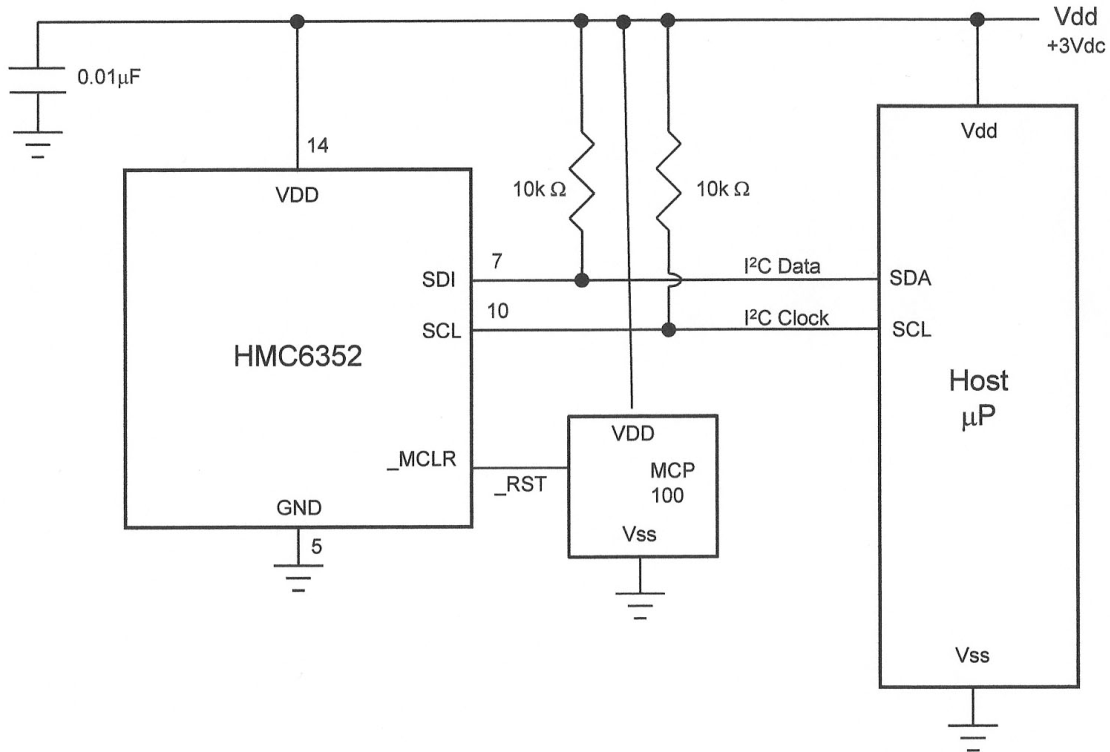 Vdd
+3Vdc
0.01µF
14
VDD
10k Ω
10k Ω
Vdd
7
SDI
I²C Data
SDA
10
SCL
I²C Clock
SCL
HMC6352
Host
µP
_MCLR
_RST
VDD
MCP
100
Vss
GND
5
Vss